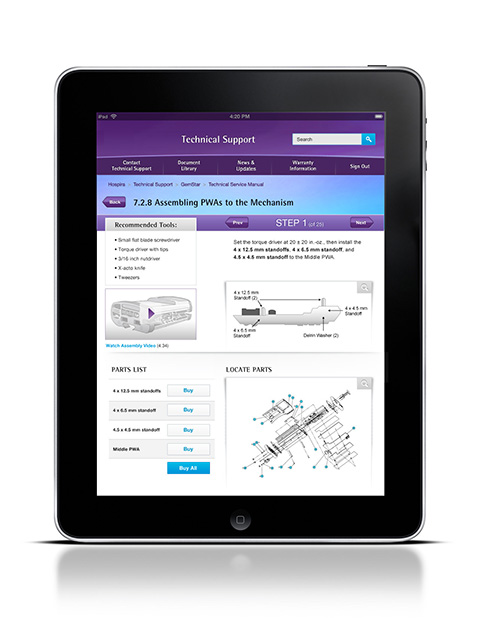 iPad
4:20 PM
Technical Support
Search
Contact
Technical Support
Document
Library
News &
Updates
Warranty
Information
Sign Out
Hospira > Technical Support > GemStar > Technical Service Manual
Back
7.2.8 Assembling PWAs to the Mechanism
Recommended Tools:
• Small flat blade screwdriver
• Torque driver with tips
• 3/16 inch nutdriver
• X-acto knife
• Tweezers
Watch Assembly Video (4:34)
Prev
STEP 1 (of 25)
Next
Set the torque driver at 20 ± 20 in.-oz., then install the
4 x 12.5 mm standoffs, 4 x 6.5 mm standoff, and
4.5 x 4.5 mm standoff to the Middle PWA.
4 x 12.5 mm
Standoff (2)
4 x 4.5 mm
Standoff
4 x 6.5 mm
Standoff
Delrin Washer (2)
PARTS LIST
4 x 12.5 mm standoffs
Buy
4 x 6.5 mm standoff
Buy
4.5 x 4.5 mm standoff
Buy
Middle PWA
Buy
Buy All
LOCATE PARTS